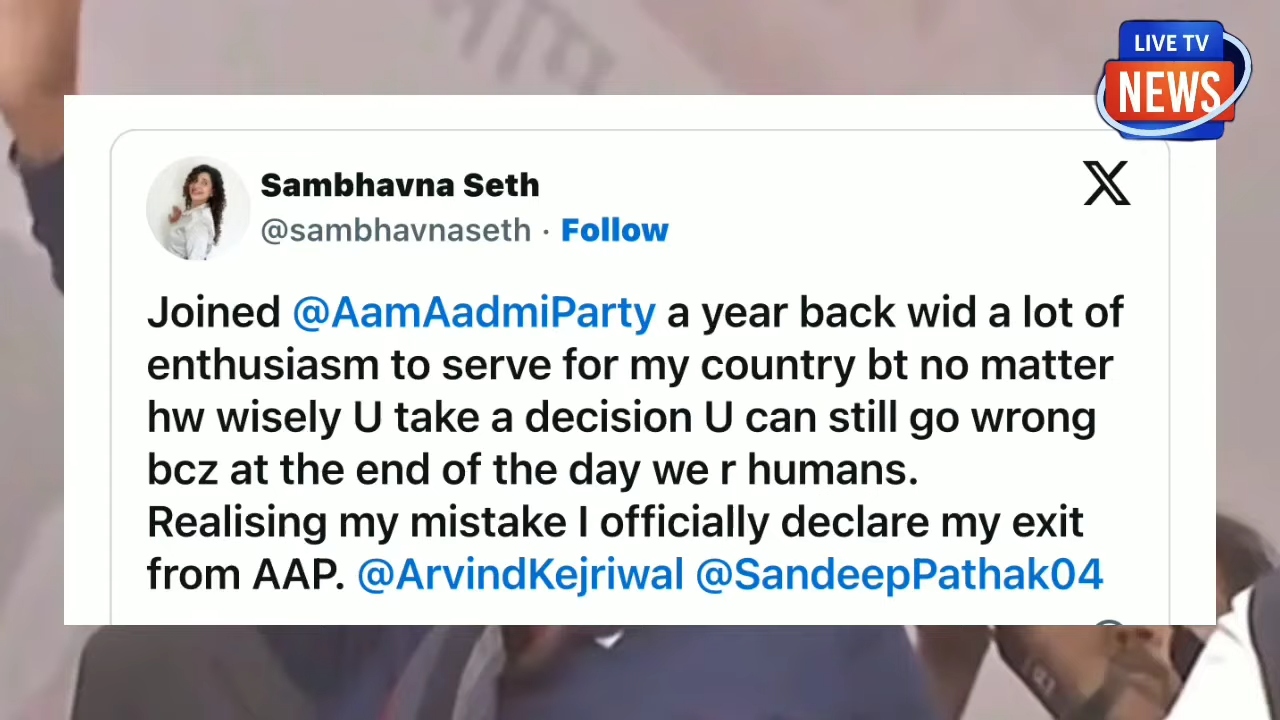 LIVE TV
NEWS
Sambhavna Seth
@sambhavnaseth · Follow
Joined @AamAadmiParty a year back wid a lot of
enthusiasm to serve for my country bt no matter
hw wisely U take a decision U can still go wrong
bcz at the end of the day we r humans.
Realising my mistake I officially declare my exit
from AAP. @ArvindKejriwal @SandeepPathak04